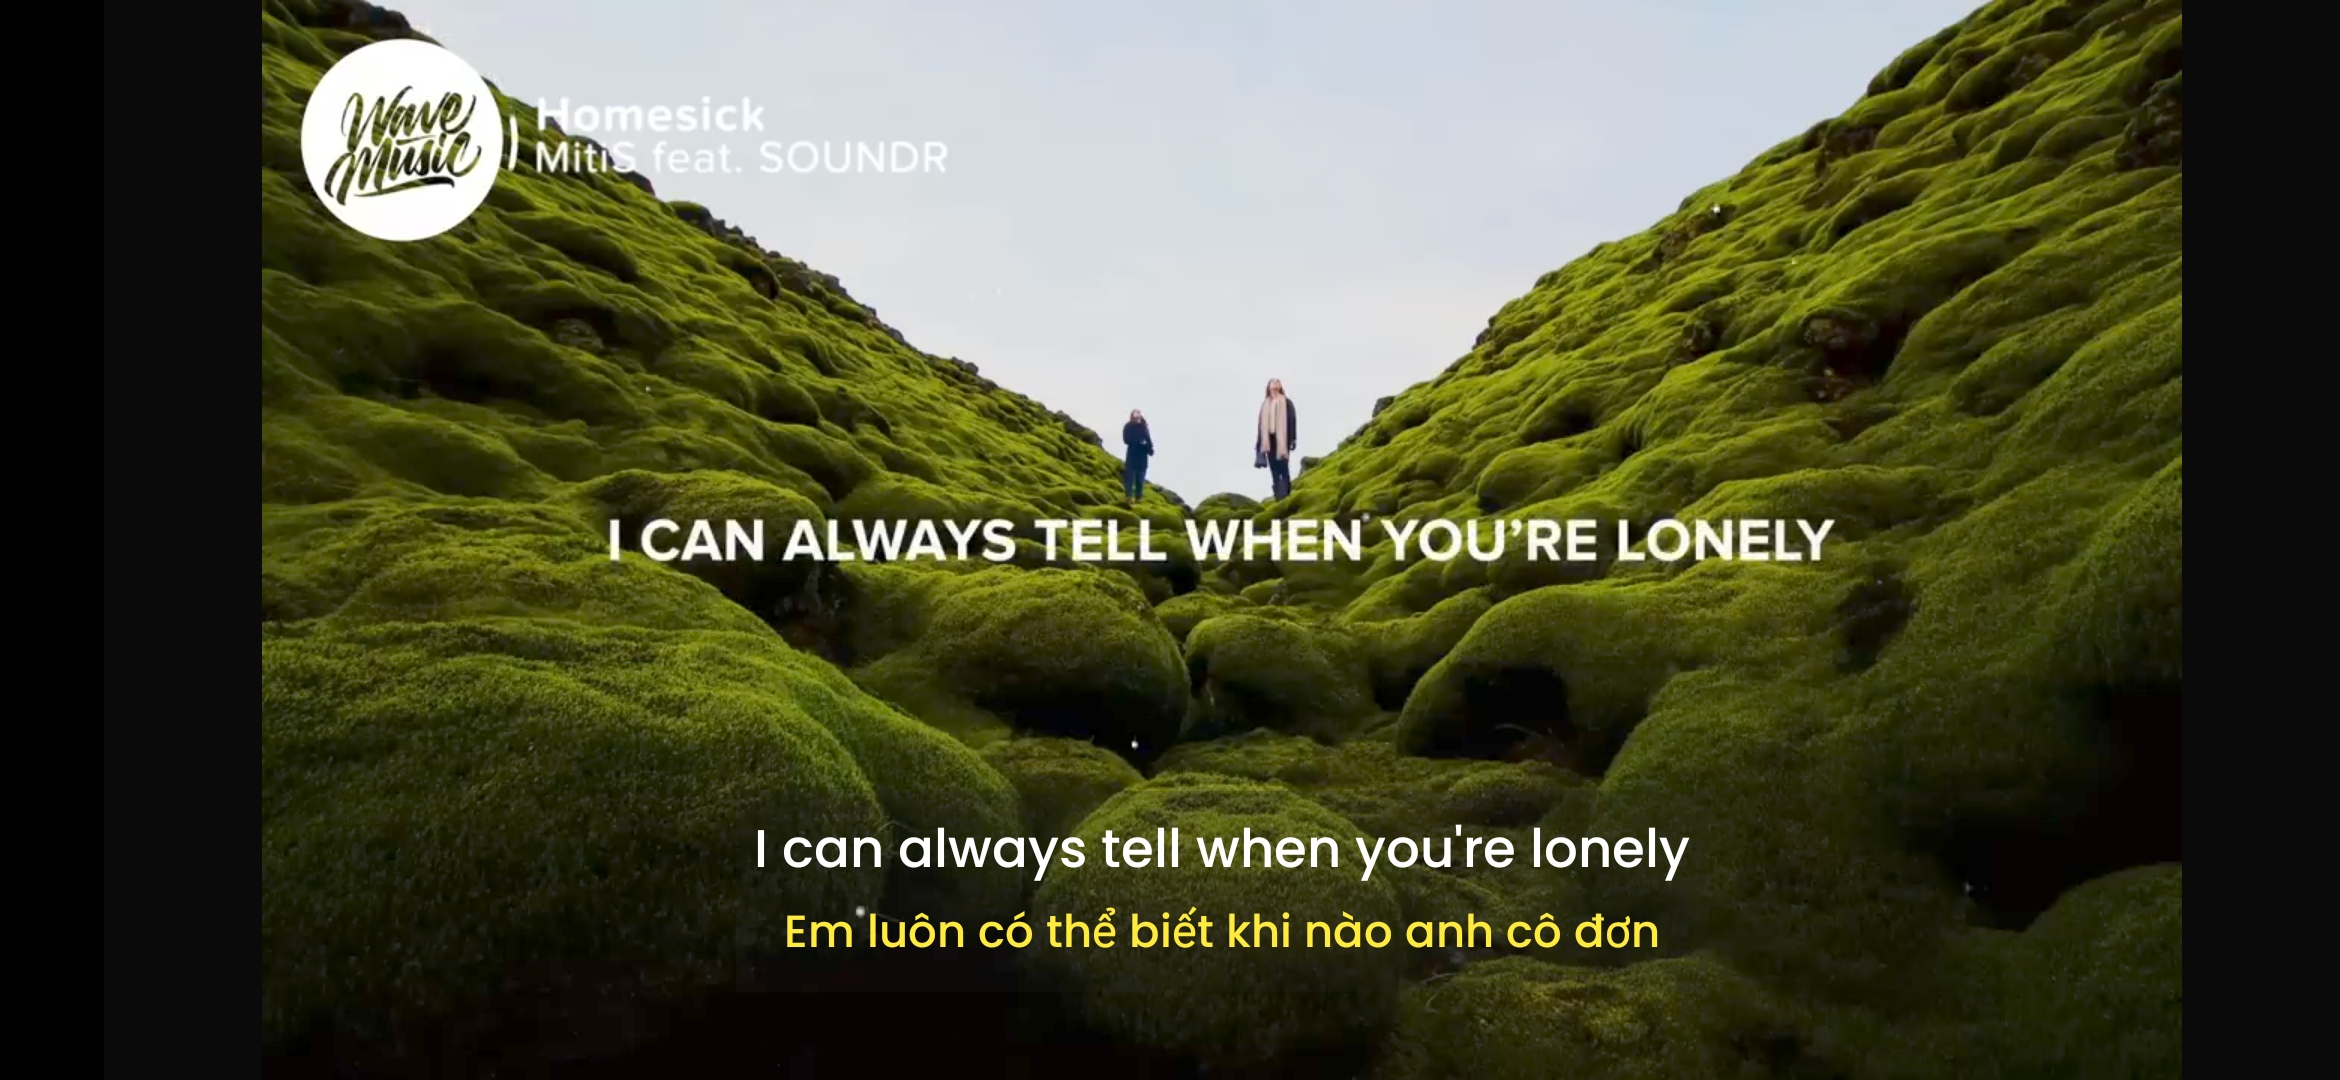 Wave
Music
Homesick
MitiS feat. SOUNDR
I CAN ALWAYS TELL WHEN YOU’RE LONELY
I can always tell when you're lonely
Em luôn có thể biết khi nào anh cô đơn